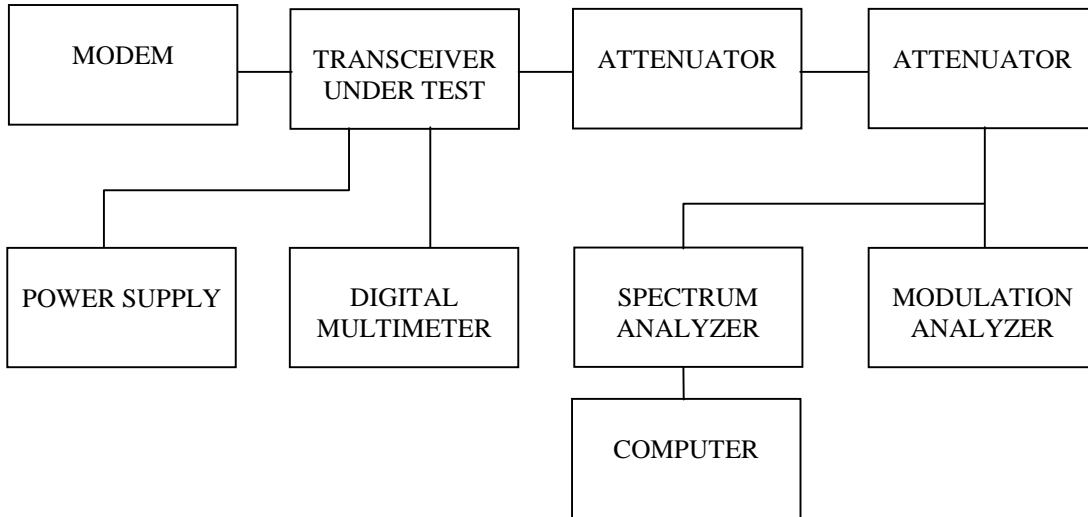 MODEM
TRANSCEIVER
UNDER TEST
ATTENUATOR
ATTENUATOR
POWER SUPPLY
DIGITAL
MULTIMETER
SPECTRUM
ANALYZER
MODULATION
ANALYZER
COMPUTER